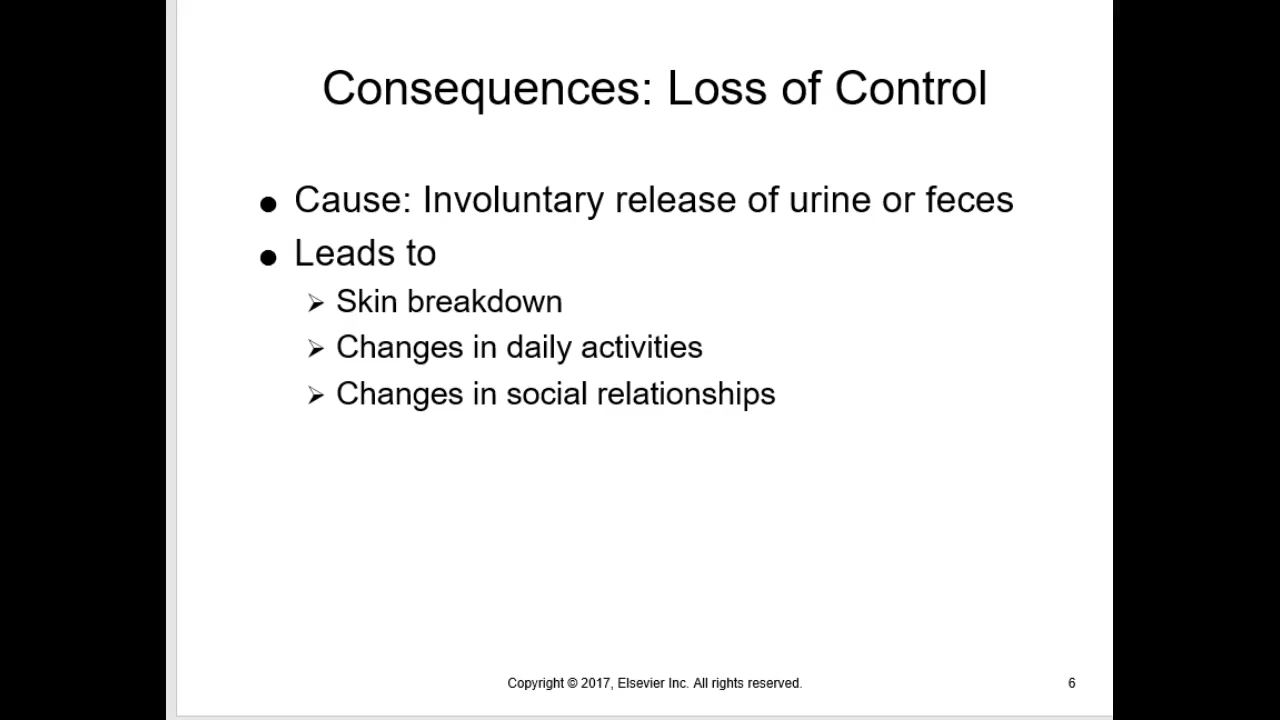 Consequences: Loss of Control
● Cause: Involuntary release of urine or feces
● Leads to
➢ Skin breakdown
➢ Changes in daily activities
➢ Changes in social relationships
Copyright © 2017, Elsevier Inc. All rights reserved.
6